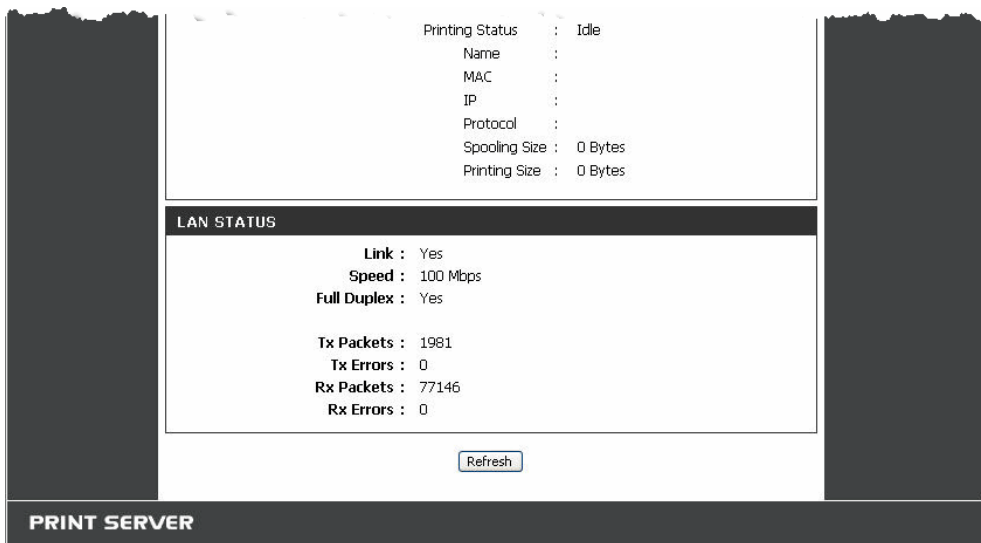 Printing Status : Idle
Name :
MAC :
IP :
Protocol :
Spooling Size : 0 Bytes
Printing Size : 0 Bytes
LAN STATUS
Link : Yes
Speed : 100 Mbps
Full Duplex : Yes
Tx Packets : 1981
Tx Errors : 0
Rx Packets : 77146
Rx Errors : 0
Refresh
PRINT SERVER